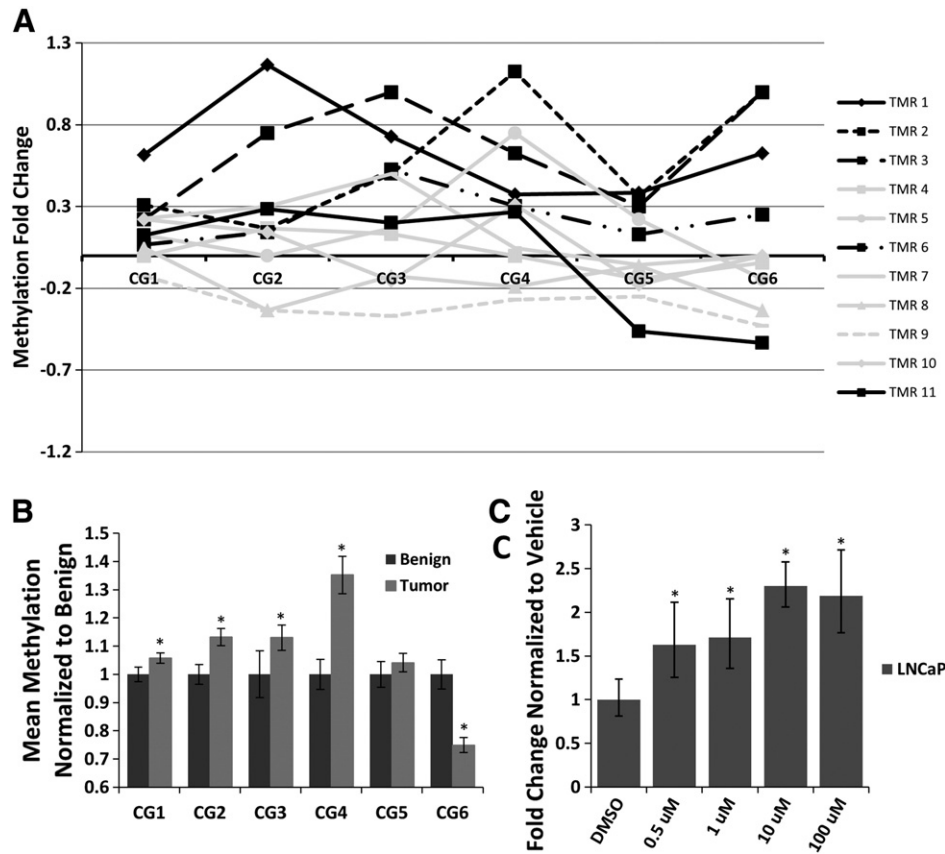 A
Methylation Fold CHange
1.3
0.8
0.3
-0.2
-0.7
-1.2
CG1 CG2 CG3 CG4 CG5 CG6
TMR 1
TMR 2
TMR 3
TMR 4
TMR 5
TMR 6
TMR 7
TMR 8
TMR 9
TMR 10
TMR 11
B
Mean Methylation
Normalized to Benign
1.5
1.4
1.3
1.2
1.1
1
0.9
0.8
0.7
0.6
* * * * *
Benign
Tumor
CG1 CG2 CG3 CG4 CG5 CG6
C
C
Fold Change Normalized to Vehicle
3
2.5
2
1.5
1
0.5
0
* * * *
DMSO 0.5 uM 1 uM 10 uM 100 uM
LNCaP